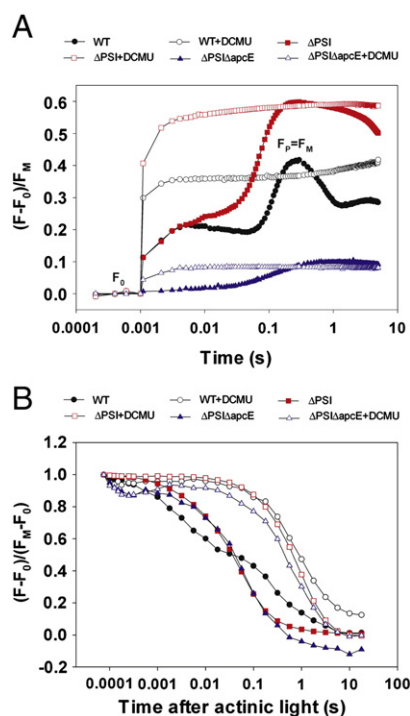 A
WT WT+DCMU ΔPSI
ΔPSI+DCMU ΔPSIΔapcE ΔPSIΔapcE+DCMU
(F-F₀)/F_M
0.6
0.5
0.4
0.3
0.2
0.1
0.0
F_P=F_M
F₀
0.0001 0.001 0.01 0.1 1 10
Time (s)
B
WT WT+DCMU ΔPSI
ΔPSI+DCMU ΔPSIΔapcE ΔPSIΔapcE+DCMU
(F-F₀)/(F_M-F₀)
1.2
1.0
0.8
0.6
0.4
0.2
0.0
-0.2
0.0001 0.001 0.01 0.1 1 10 100
Time after actinic light (s)